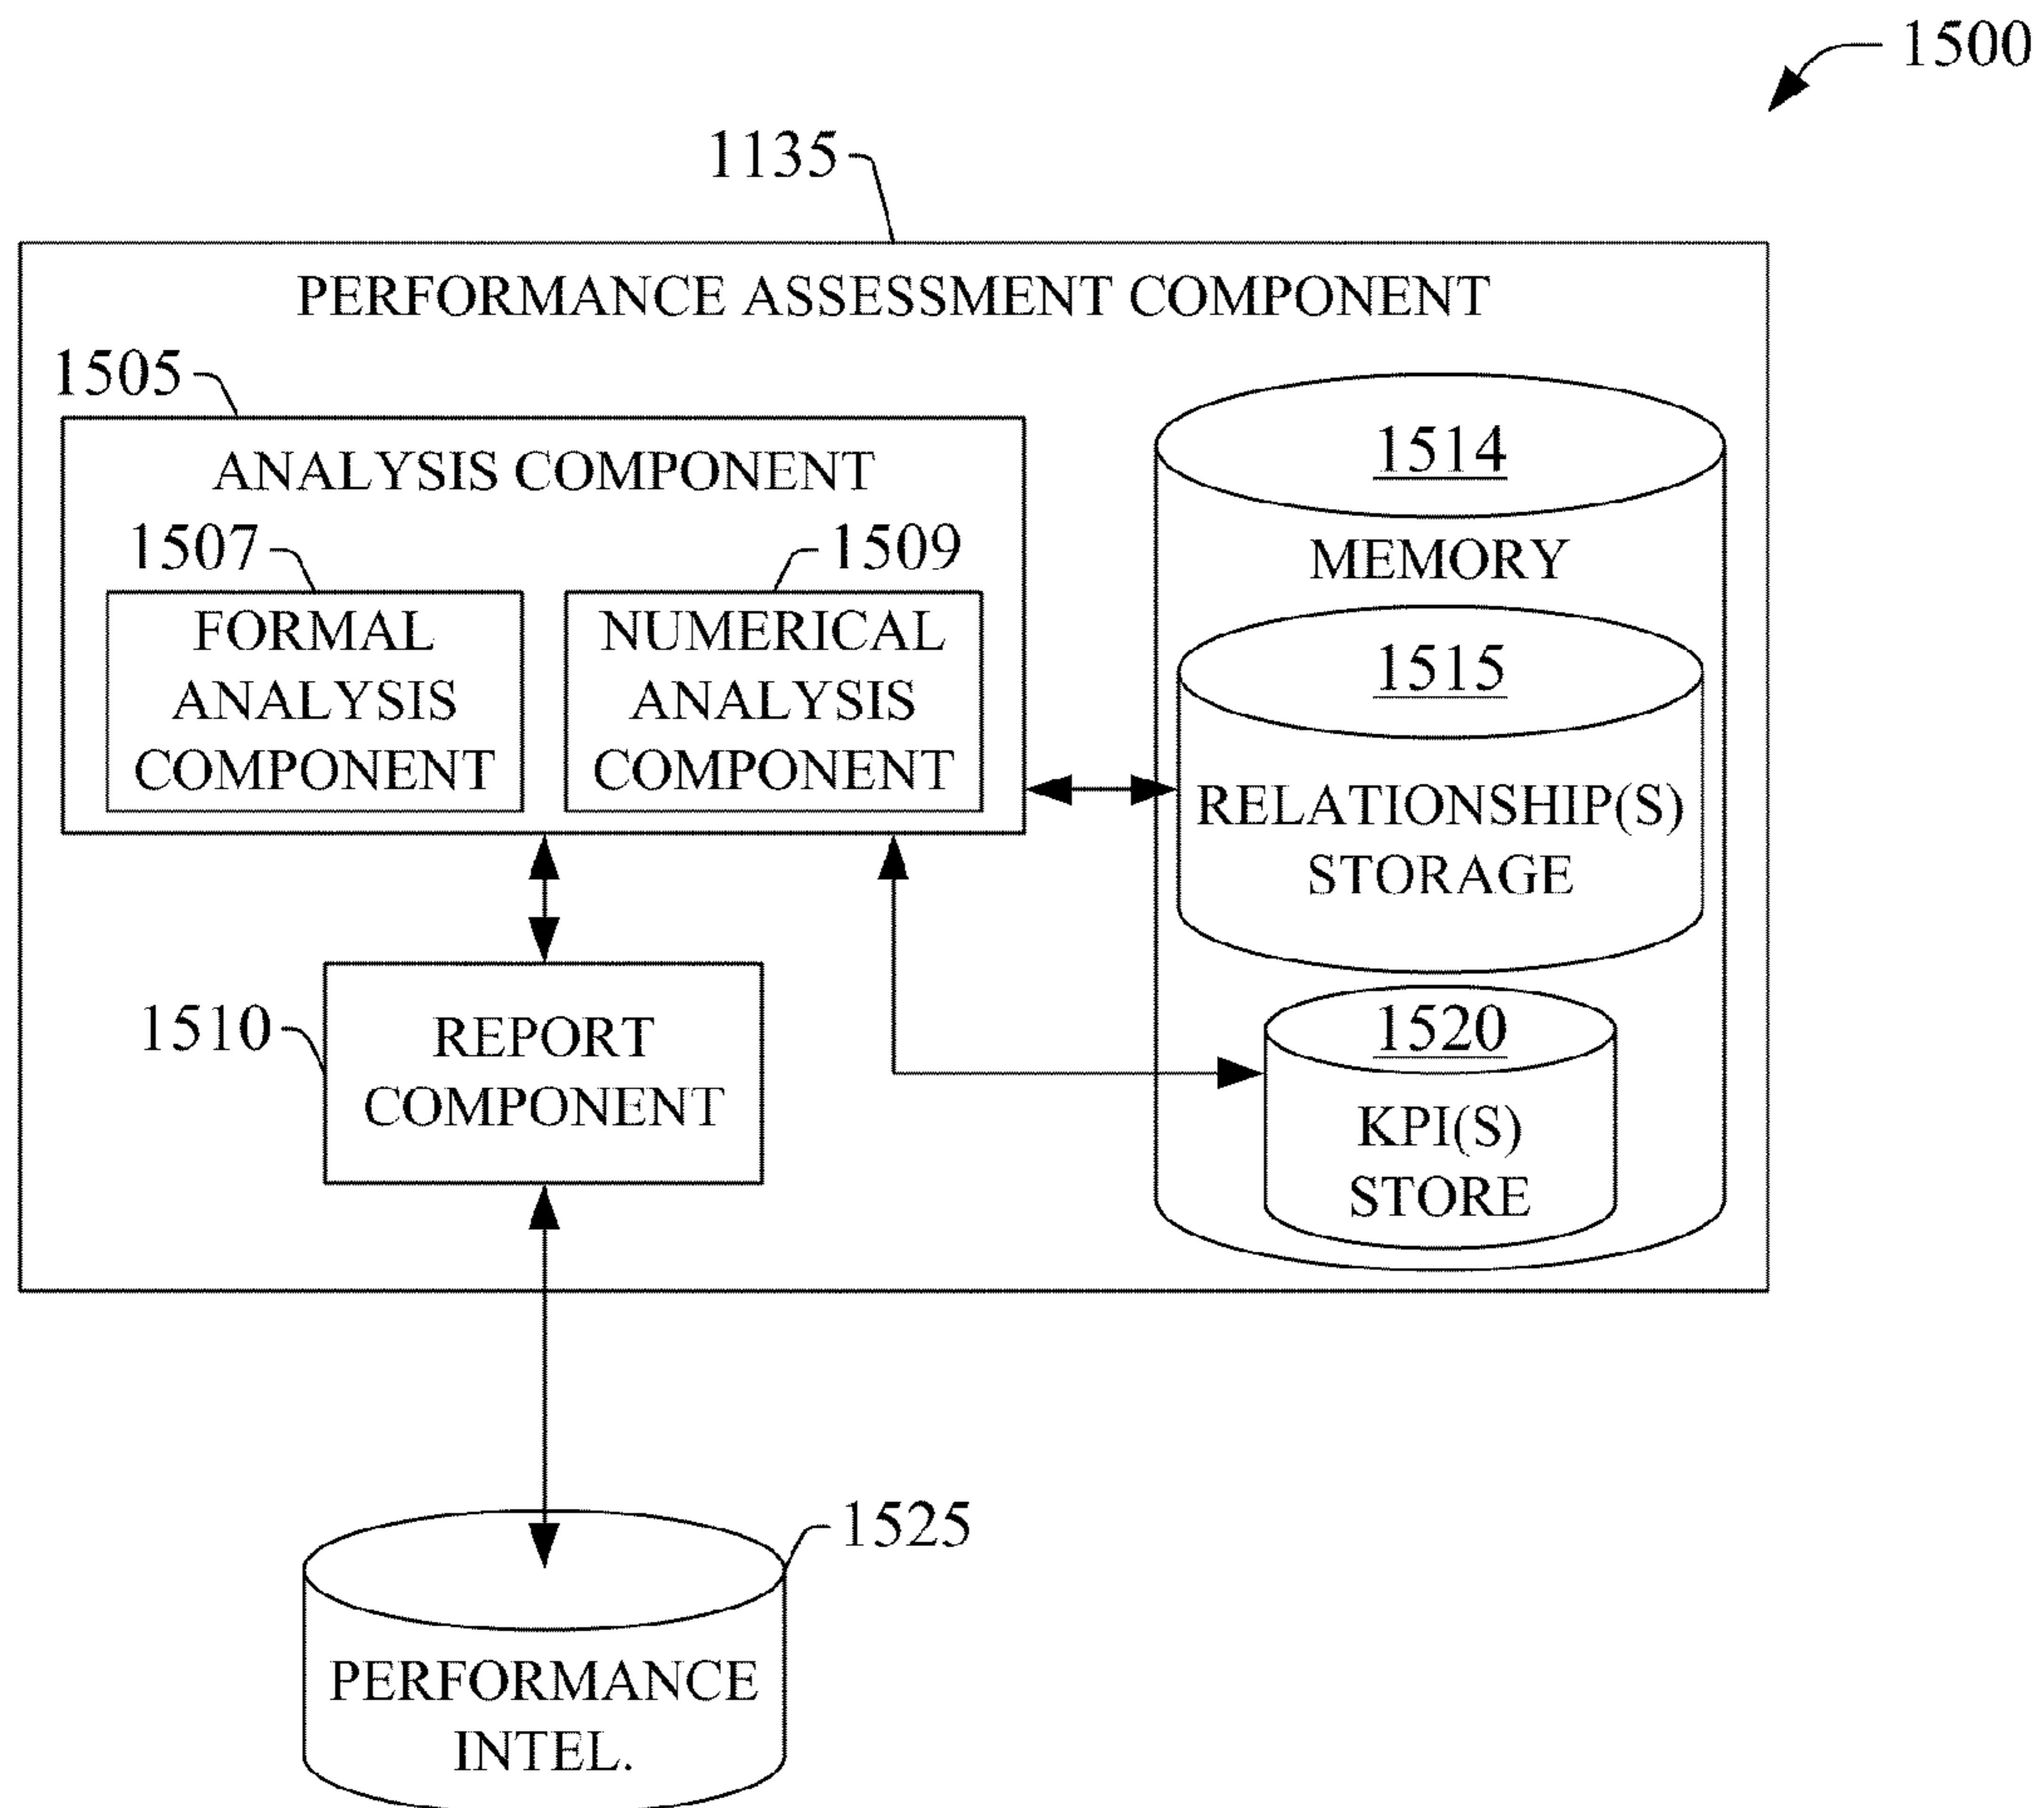 1500
1135
PERFORMANCE ASSESSMENT COMPONENT
1505
ANALYSIS COMPONENT
1507
1509
FORMAL
ANALYSIS
COMPONENT
NUMERICAL
ANALYSIS
COMPONENT
1514
MEMORY
1515
RELATIONSHIP(S)
STORAGE
1510
REPORT
COMPONENT
1520
KPI(S)
STORE
1525
PERFORMANCE
INTEL.